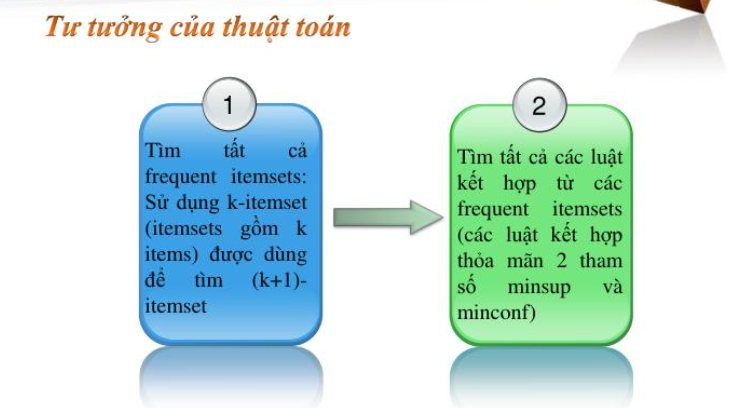 Tư tưởng của thuật toán
1
Tìm tất cả
frequent itemsets:
Sử dụng k-itemset
(itemsets gồm k
items) được dùng
để tìm (k+1)-
itemset
2
Tìm tất cả các luật
kết hợp từ các
frequent itemsets
(các luật kết hợp
thỏa mãn 2 tham
số minsup và
minconf)